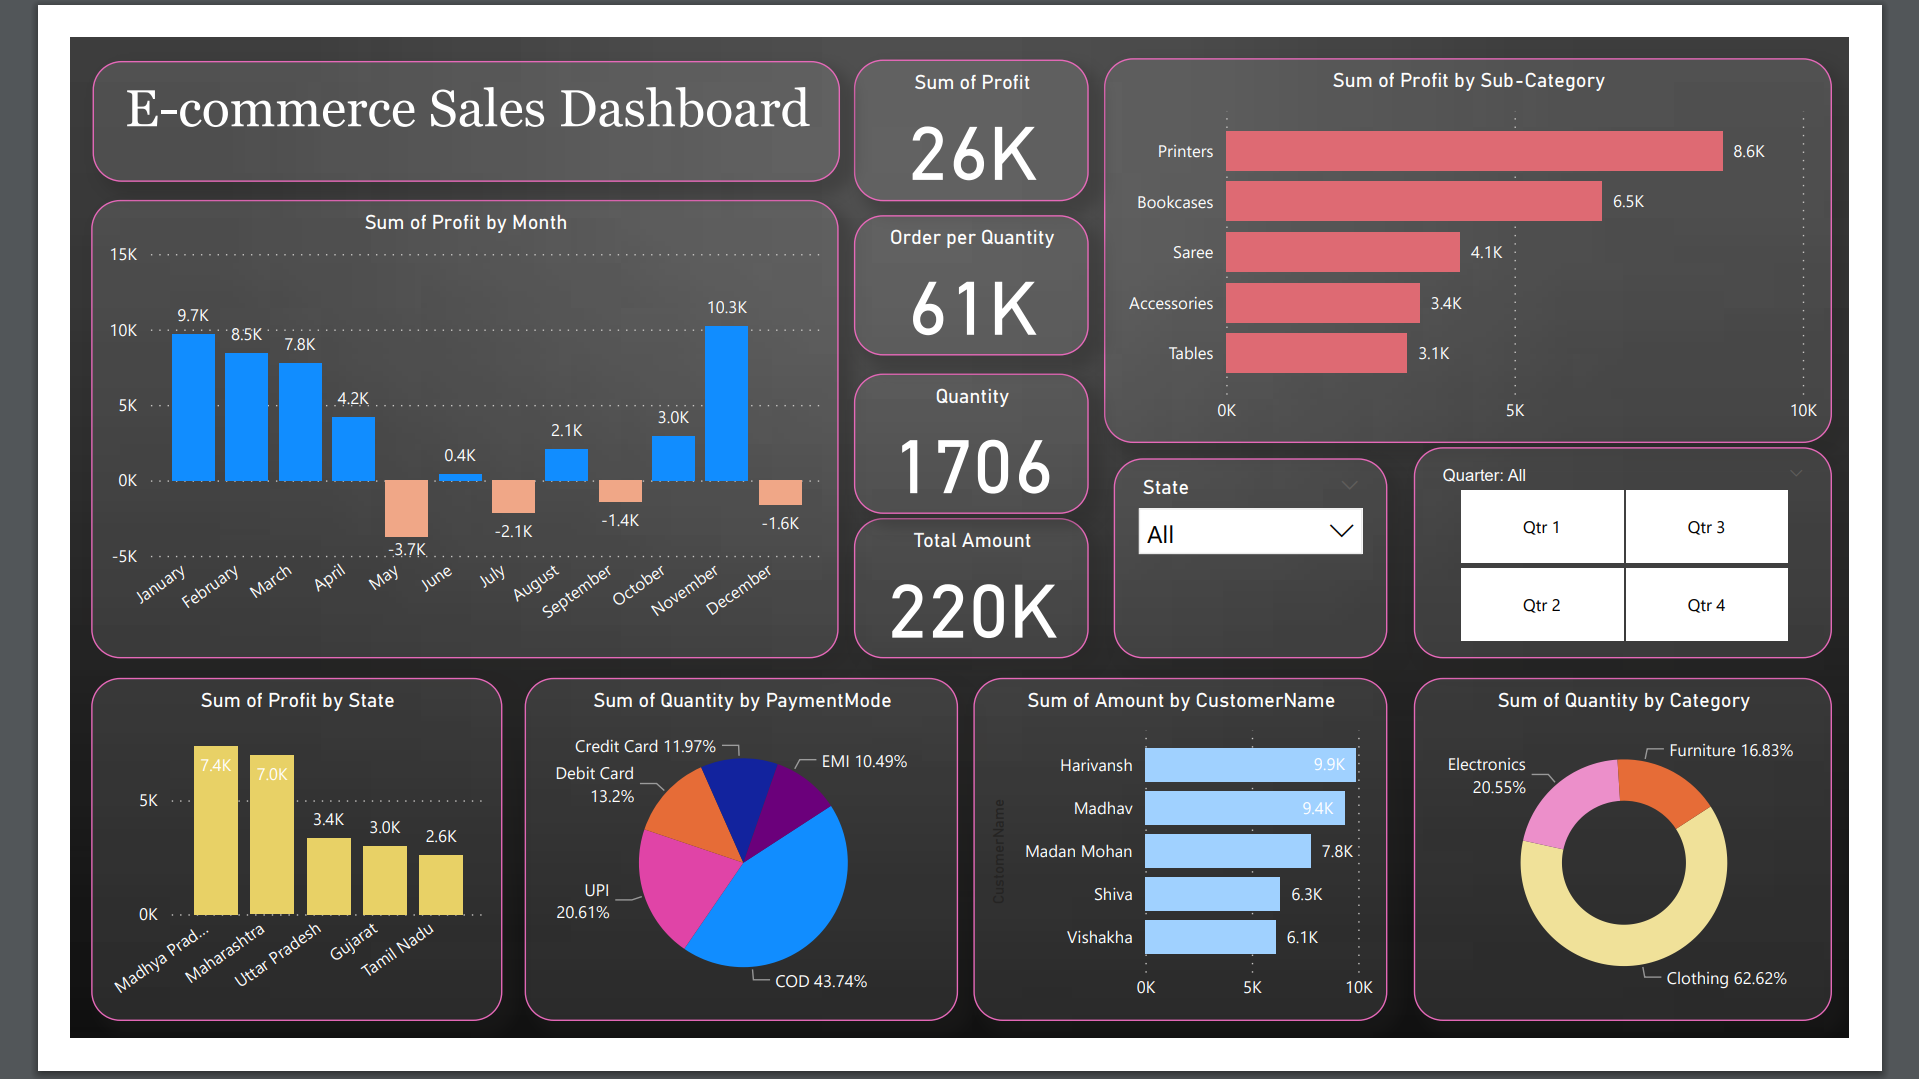 E-commerce Sales Dashboard
Sum of Profit
26K
Order per Quantity
61K
Quantity
1706
Total Amount
220K
Sum of Profit by Sub-Category
Printers
8.6K
Bookcases
6.5K
Saree
4.1K
Accessories
3.4K
Tables
3.1K
0K
5K
10K
Sum of Profit by Month
15K
10K
5K
0K
-5K
9.7K
8.5K
7.8K
4.2K
-3.7K
0.4K
-2.1K
2.1K
-1.4K
3.0K
10.3K
-1.6K
January
February
March
April
May
June
July
August
September
October
November
December
State
All
Quarter: All
Qtr 1
Qtr 3
Qtr 2
Qtr 4
Sum of Profit by State
5K
0K
7.4K
7.0K
3.4K
3.0K
2.6K
Madhya Prad...
Maharashtra
Uttar Pradesh
Gujarat
Tamil Nadu
Sum of Quantity by PaymentMode
Credit Card 11.97%
EMI 10.49%
Debit Card
13.2%
UPI
20.61%
COD 43.74%
Sum of Amount by CustomerName
CustomerName
Harivansh
9.9K
Madhav
9.4K
Madan Mohan
7.8K
Shiva
6.3K
Vishakha
6.1K
0K
5K
10K
Sum of Quantity by Category
Furniture 16.83%
Electronics
20.55%
Clothing 62.62%